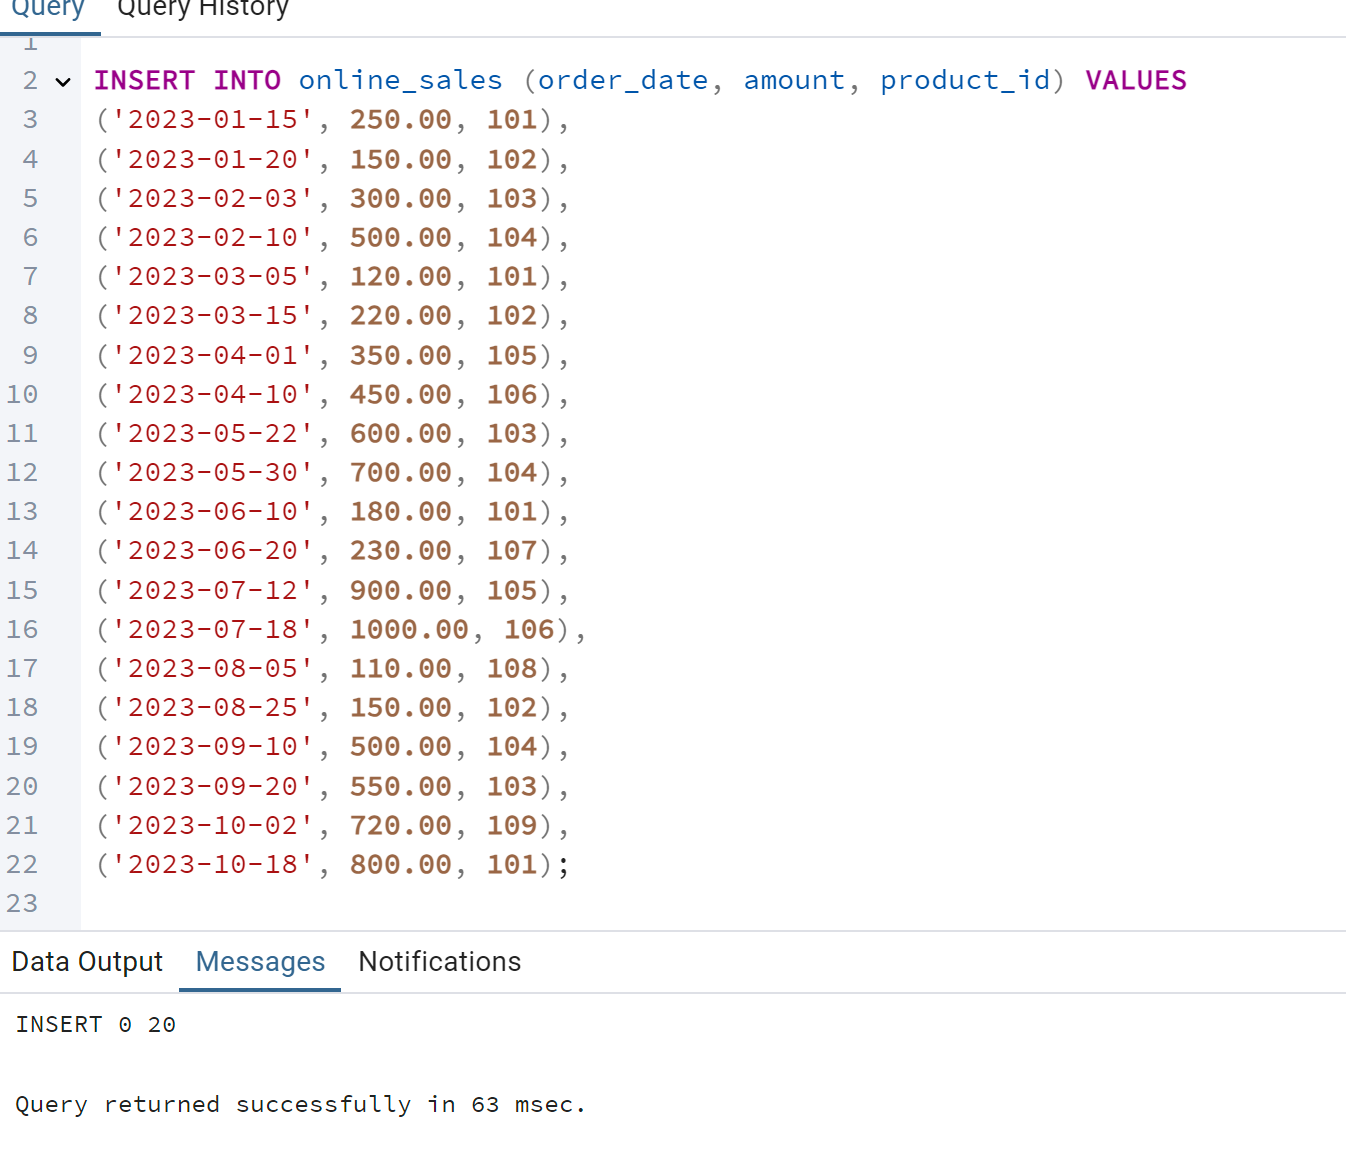 Query Query History
1
2 INSERT INTO online_sales (order_date, amount, product_id) VALUES
3 ('2023-01-15', 250.00, 101),
4 ('2023-01-20', 150.00, 102),
5 ('2023-02-03', 300.00, 103),
6 ('2023-02-10', 500.00, 104),
7 ('2023-03-05', 120.00, 101),
8 ('2023-03-15', 220.00, 102),
9 ('2023-04-01', 350.00, 105),
10 ('2023-04-10', 450.00, 106),
11 ('2023-05-22', 600.00, 103),
12 ('2023-05-30', 700.00, 104),
13 ('2023-06-10', 180.00, 101),
14 ('2023-06-20', 230.00, 107),
15 ('2023-07-12', 900.00, 105),
16 ('2023-07-18', 1000.00, 106),
17 ('2023-08-05', 110.00, 108),
18 ('2023-08-25', 150.00, 102),
19 ('2023-09-10', 500.00, 104),
20 ('2023-09-20', 550.00, 103),
21 ('2023-10-02', 720.00, 109),
22 ('2023-10-18', 800.00, 101);
23
Data Output Messages Notifications
INSERT 0 20
Query returned successfully in 63 msec.